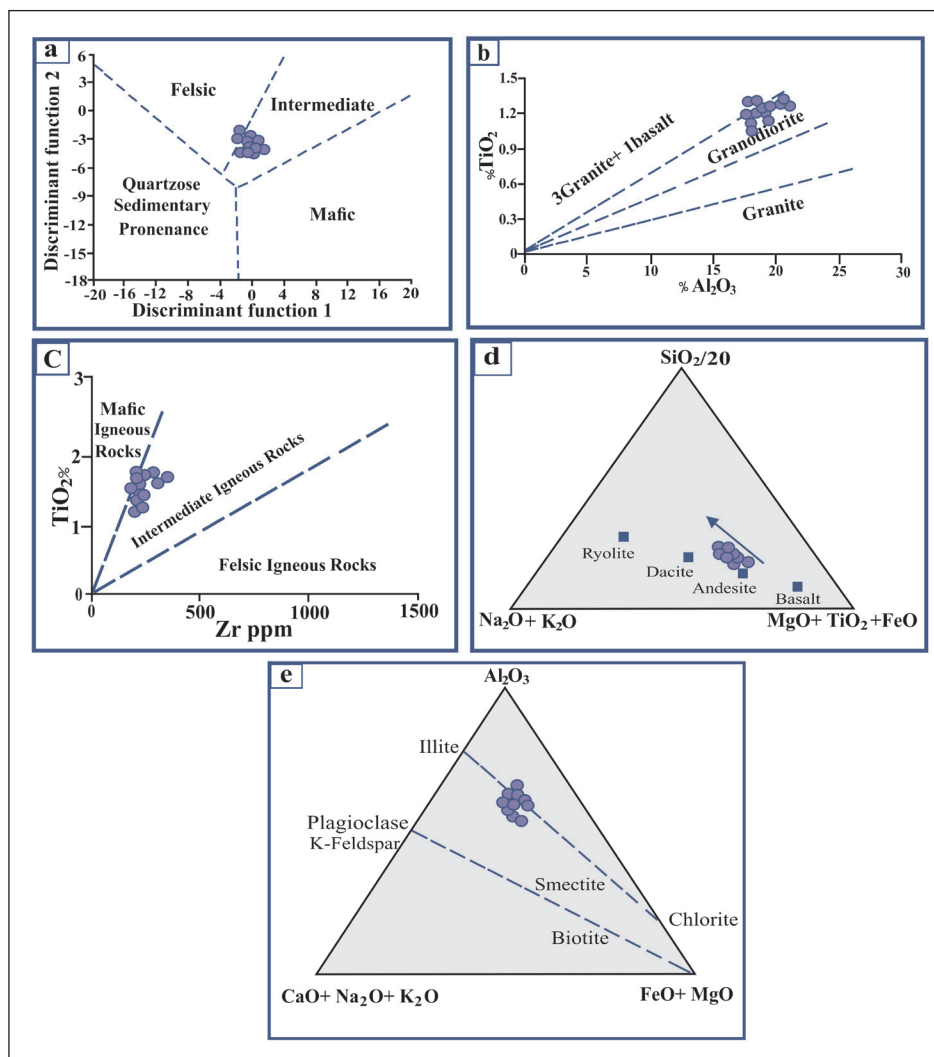 a
6
3
0
-3
-6
-9
-12
-15
-18
Discriminant function 2
Felsic
Intermediate
Quartzose
Sedimentary
Pronenance
Mafic
-20 -16 -12 -8 -4 0 4 8 12 16 20
Discriminant function 1
b
1.5
1.2
0.9
0.6
0.3
0
%TiO₂
3Granite+ 1basalt
Granodiorite
Granite
0 5 10 15 20 25 30
% Al₂O₃
C
3
2
1
0
TiO₂%
Mafic
Igneous
Rocks
Intermediate Igneous Rocks
Felsic Igneous Rocks
0 500 1000 1500
Zr ppm
d
SiO₂/20
Ryolite
Dacite
Andesite
Basalt
Na₂O+ K₂O
MgO+ TiO₂ +FeO
e
Al₂O₃
Illite
Plagioclase
K-Feldspar
Smectite
Chlorite
Biotite
CaO+ Na₂O+ K₂O
FeO+ MgO